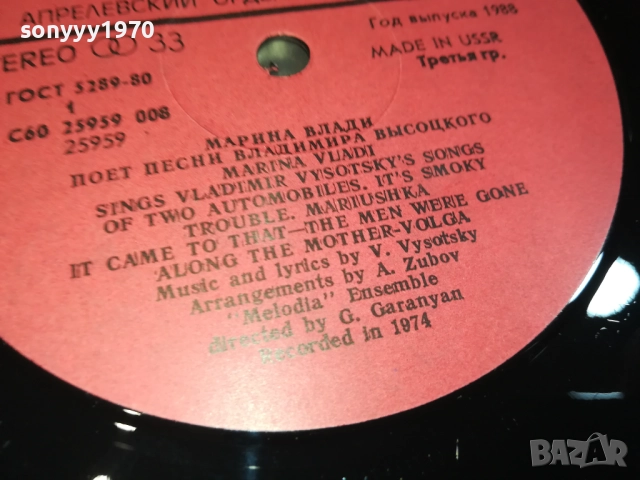 sonyyy1970
АПРЕЛЕВСКИЙ ОРДЕ
STEREO 33
Год выпуска 1988
ГОСТ 5289-80
MADE IN USSR
1
Третья гр.
С60 25959 008
25959
МАРИНА ВЛАДИ
ПОЕТ ПЕСНИ ВЛАДИМИРА ВЫСОЦКОГО
MARINA VLADI
SINGS VLADIMIR VYSOTSKY'S SONGS
OF TWO AUTOMOBILES. IT'S SMOKY
TROUBLE. MARIUSHKA
IT CAME TO THAT—THE MEN WERE GONE
ALONG THE MOTHER-VOLGA
Music and lyrics by V. Vysotsky
Arrangements by A. Zubov
"Melodia" Ensemble
directed by G. Garanyan
Recorded in 1974
sonyyy1970
BAZAR